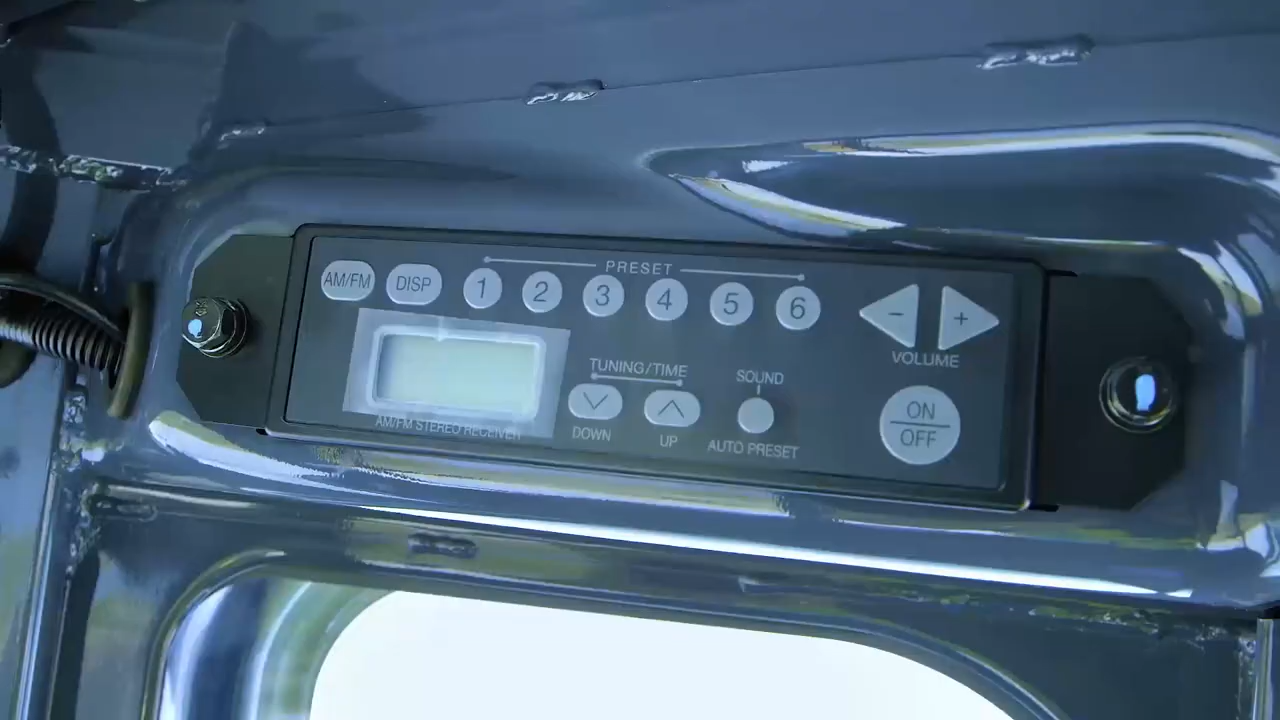 AM/FM DISP 1 2 3 4 5 6
PRESET
- +
VOLUME
TUNING/TIME
DOWN UP
SOUND
AUTO PRESET
ON
OFF
AM/FM STEREO RECEIVER